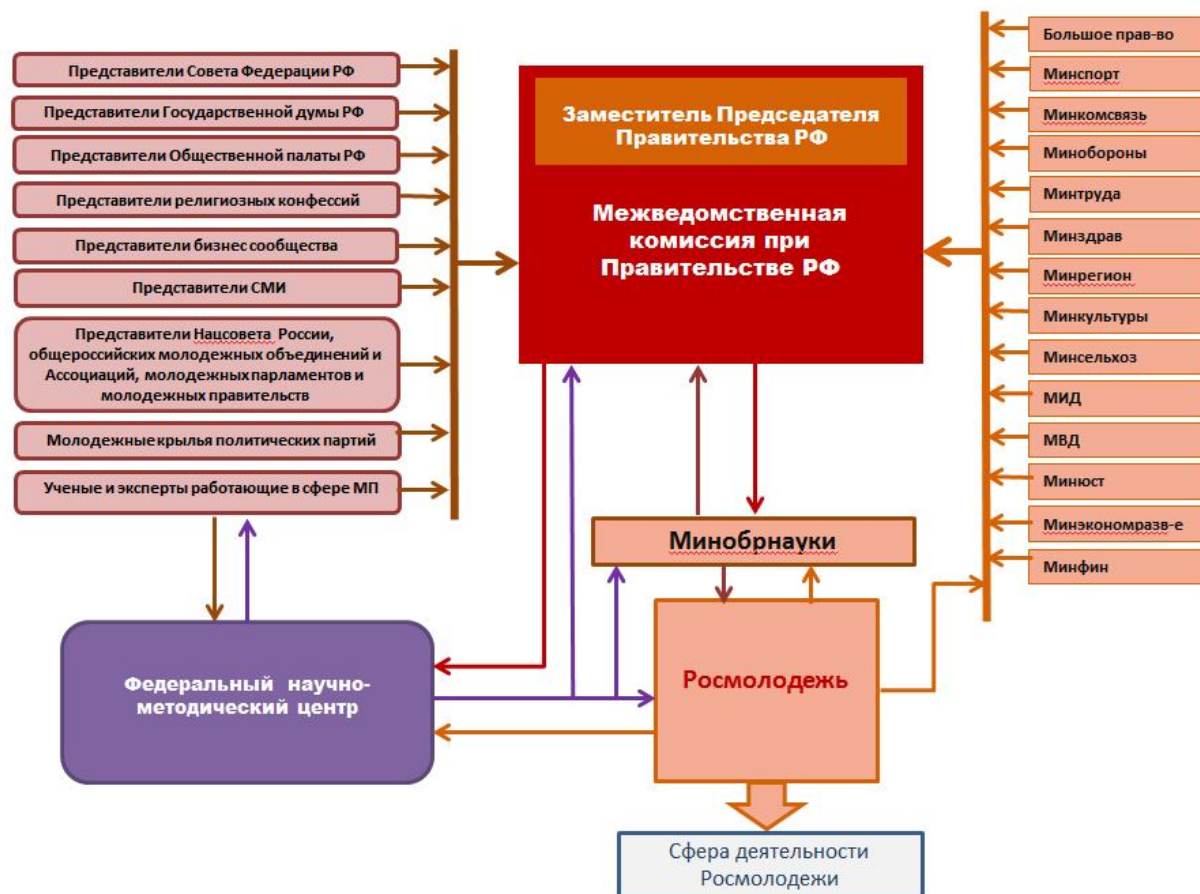 Представители Совета Федерации РФ
Представители Государственной думы РФ
Представители Общественной палаты РФ
Представители религиозных конфессий
Представители бизнес сообщества
Представители СМИ
Представители Нацсовета России,
общероссийских молодежных объединений и
Ассоциаций, молодежных парламентов и
молодежных правительств
Молодежные крылья политических партий
Ученые и эксперты работающие в сфере МП
Заместитель Председателя
Правительства РФ
Межведомственная
комиссия при
Правительстве РФ
Большое прав-во
Минспорт
Минкомсвязь
Минобороны
Минтруда
Минздрав
Минрегион
Минкультуры
Минсельхоз
МИД
МВД
Минюст
Минэкономразв-е
Минфин
Минобрнауки
Федеральный научно-
методический центр
Росмолодежь
Сфера деятельности
Росмолодежи